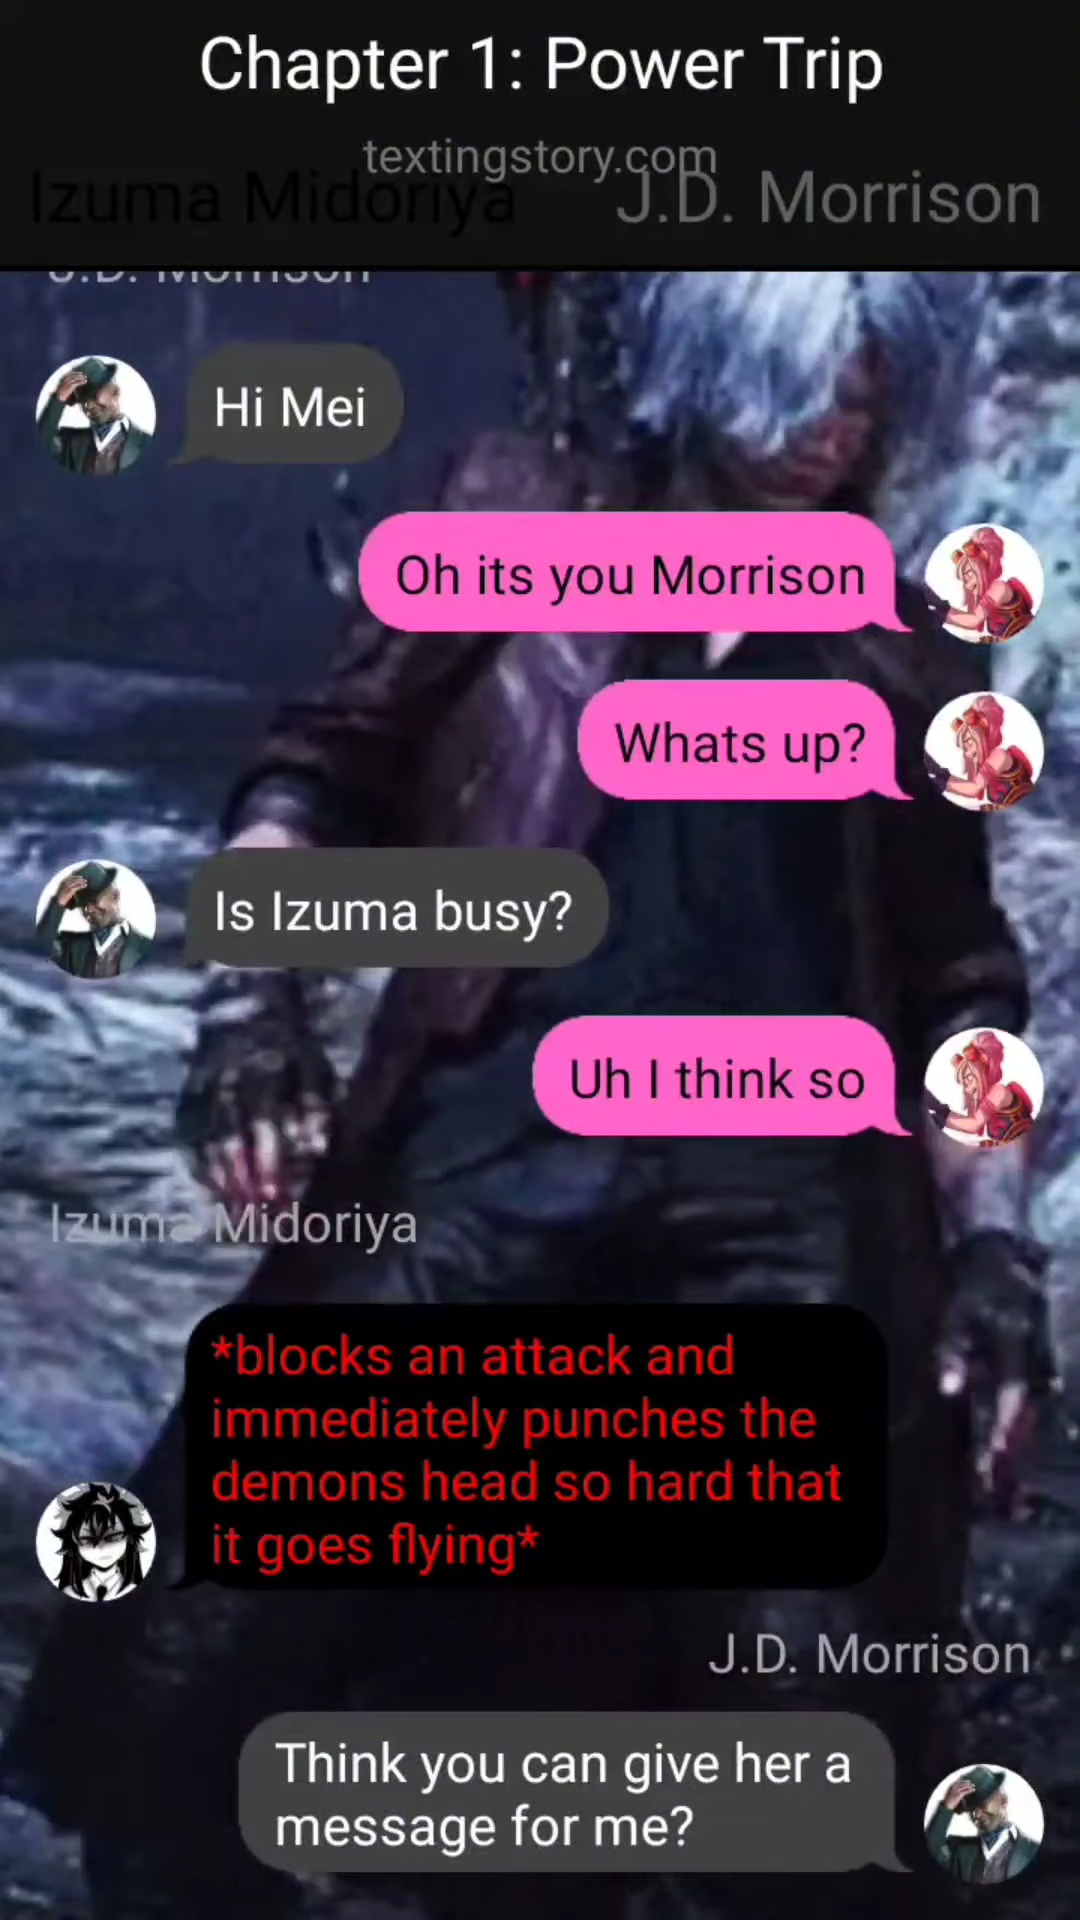 Chapter 1: Power Trip
textingstory.com
Izuma Midoriya
J.D. Morrison
J.D. Morrison
Hi Mei
Oh its you Morrison
Whats up?
Is Izuma busy?
Uh I think so
Izuma Midoriya
*blocks an attack and
immediately punches the
demons head so hard that
it goes flying*
J.D. Morrison
Think you can give her a
message for me?